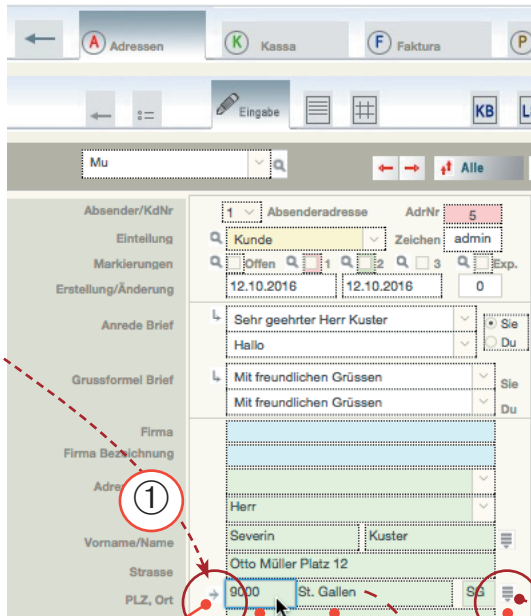 A Adressen K Kassa F Faktura P
Eingabe KB L
Mu Alle
Absender/KdNr 1 Absenderadresse AdrNr 5
Einteilung Kunde Zeichen admin
Markierungen Offen 1 2 3 Exp.
Erstellung/Änderung 12.10.2016 12.10.2016 0
Anrede Brief Sehr geehrter Herr Kuster Sie
Hallo Du
Grussformel Brief Mit freundlichen Grüssen Sie
Mit freundlichen Grüssen Du
Firma
Firma Bezeichnung
Adre
①
Herr
Vorname/Name Severin Kuster
Strasse Otto Müller Platz 12
PLZ, Ort 9000 St. Gallen SG